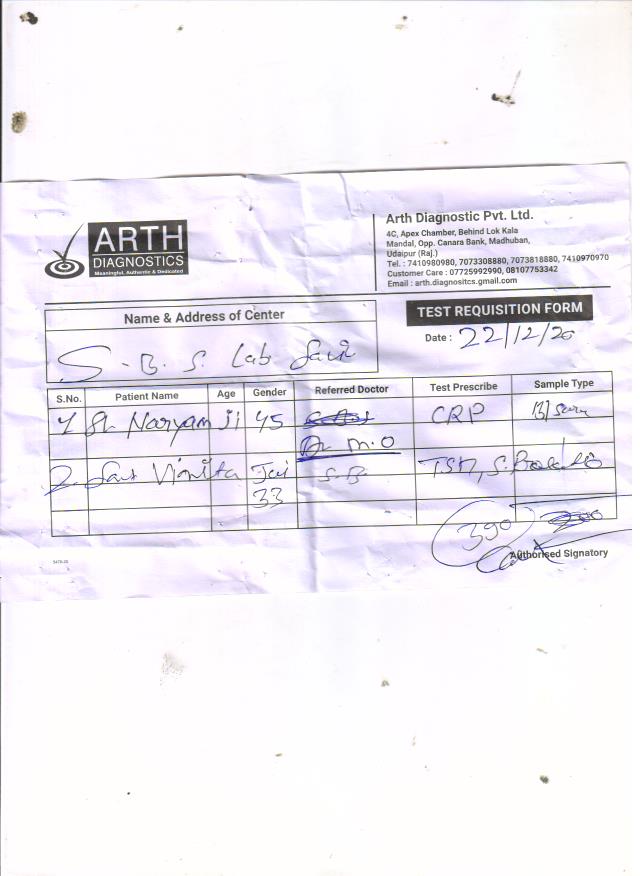 ARTH
DIAGNOSTICS
Meaningful, Authentic & Dedicated
Arth Diagnostic Pvt. Ltd.
4C, Apex Chamber, Behind Lok Kala
Mandal, Opp. Canara Bank, Madhuban,
Udaipur (Raj.)
Tel. : 7410980980, 7073308880, 7073818880, 7410970970
Customer Care : 07725992990, 08107753342
Email : arth.diagnositcs.gmail.com
Name & Address of Center
S.B.S. Lab
TEST REQUISITION FORM
Date : 22/12/20
S.No. Patient Name Age Gender Referred Doctor Test Prescribe Sample Type
1 Naryam Ji 45 CRP
Dr M.O
2 Vinita 33 S.B.
390
Authorised Signatory